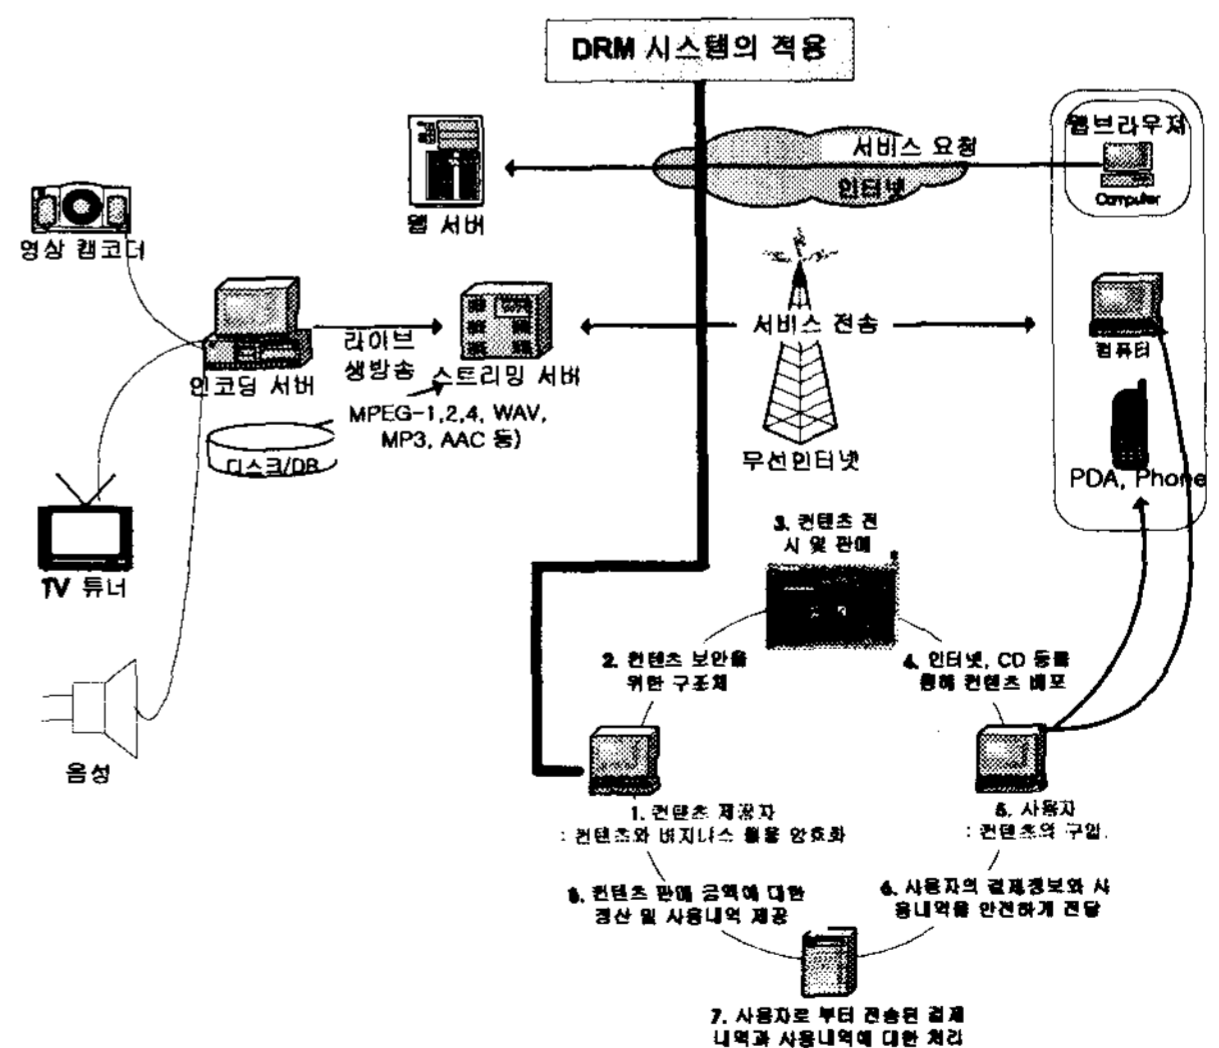 DRM 시스템의 적용
웹브라우저
서비스 요청
Computer
인터넷
웹 서버
영상 캠코더
서비스 전송
라이브
생방송
컴퓨터
스트리밍 서버
인코딩 서버
MPEG-1,2,4, WAV,
MP3, AAC 등)
디스크/DB
무선인터넷
PDA, Phone
TV 튜너
3. 컨텐츠 전
시 및 판매
2. 컨텐츠 보안을
위한 구조체
4. 인터넷, CD 등을
통해 컨텐츠 배포
음성
1. 컨텐츠 제공자
: 컨텐츠와 비지니스 룰을 암호화
5. 사용자
: 컨텐츠의 구입.
8. 컨텐츠 판매 금액에 대한
정산 및 사용내역 제공
6. 사용자의 결제정보와 사
용내역을 안전하게 전달
7. 사용자로 부터 전송된 결제
내역과 사용내역에 대한 처리